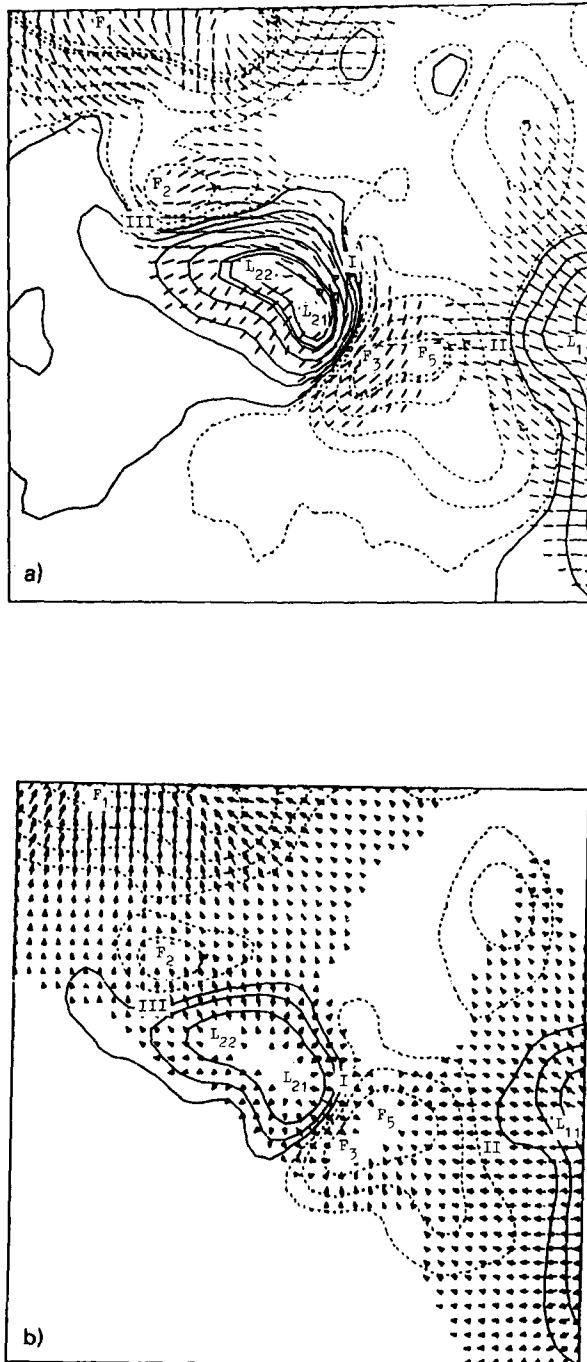 F₁
F₂
III
I
L₂₂
L₂₁
F₃
F₅
II
L₁
a)
F₁
F₂
III
L₂₂
L₂₁
I
F₅
F₃
II
L₁₁
b)